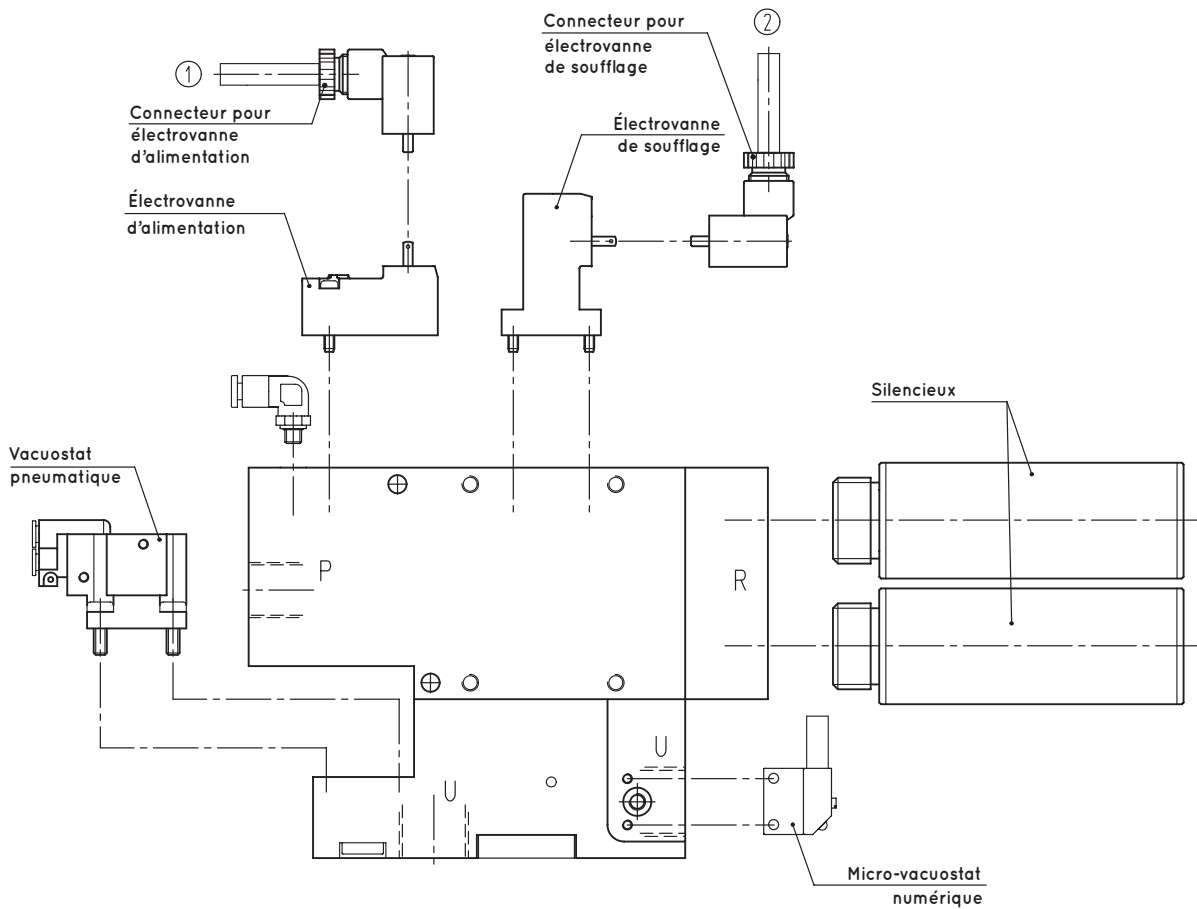 Connecteur pour
électrovanne
de soufflage
2
1
Connecteur pour
électrovanne
d'alimentation
Électrovanne
de soufflage
Électrovanne
d'alimentation
Silencieux
Vacuostat
pneumatique
P
R
U
U
Micro-vacuostat
numérique